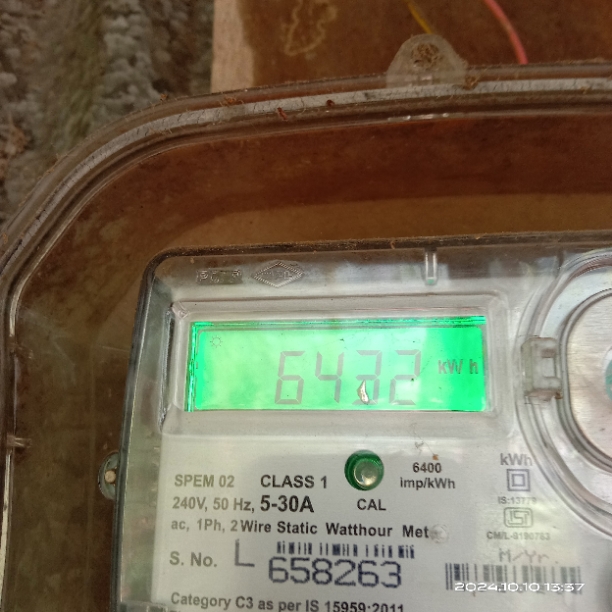 6432 kWh
SPEM 02 CLASS 1 6400 kWh
240V, 50 Hz, 5-30A CAL imp/kWh
ac, 1Ph, 2 Wire Static Watthour
S. No. L 658263
M/Yr.
Category C3 as per IS 15959:2011
2024.10.10 13:37